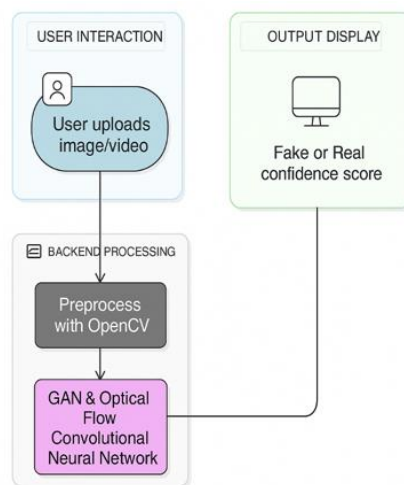 USER INTERACTION
User uploads
image/video
BACKEND PROCESSING
Preprocess
with OpenCV
GAN & Optical
Flow
Convolutional
Neural Network
OUTPUT DISPLAY
Fake or Real
confidence score